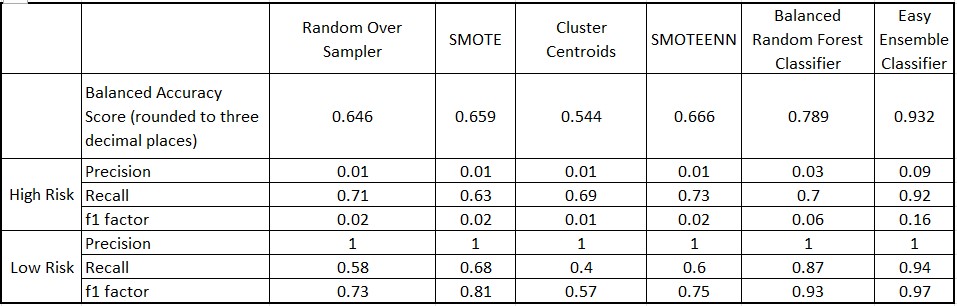 Random Over Sampler SMOTE Cluster Centroids SMOTEENN Balanced Random Forest Classifier Easy Ensemble Classifier
Balanced Accuracy Score (rounded to three decimal places) 0.646 0.659 0.544 0.666 0.789 0.932
High Risk Precision 0.01 0.01 0.01 0.01 0.03 0.09
Recall 0.71 0.63 0.69 0.73 0.7 0.92
f1 factor 0.02 0.02 0.01 0.02 0.06 0.16
Low Risk Precision 1 1 1 1 1 1
Recall 0.58 0.68 0.4 0.6 0.87 0.94
f1 factor 0.73 0.81 0.57 0.75 0.93 0.97